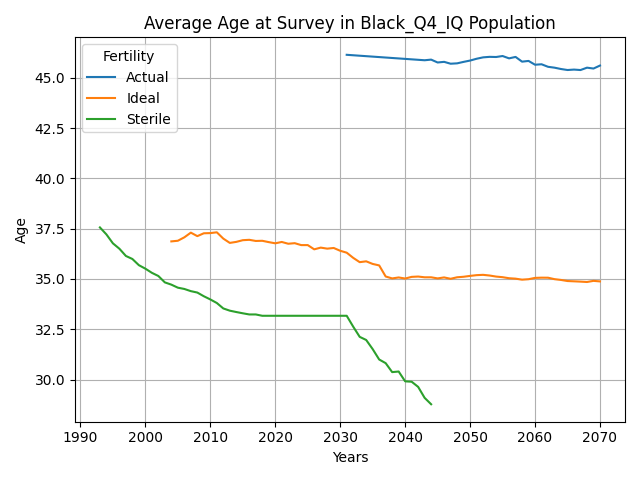 Average Age at Survey in Black_Q4_IQ Population
Fertility
Actual
Ideal
Sterile
45.0
42.5
40.0
37.5
35.0
32.5
30.0
Age
1990 2000 2010 2020 2030 2040 2050 2060 2070
Years